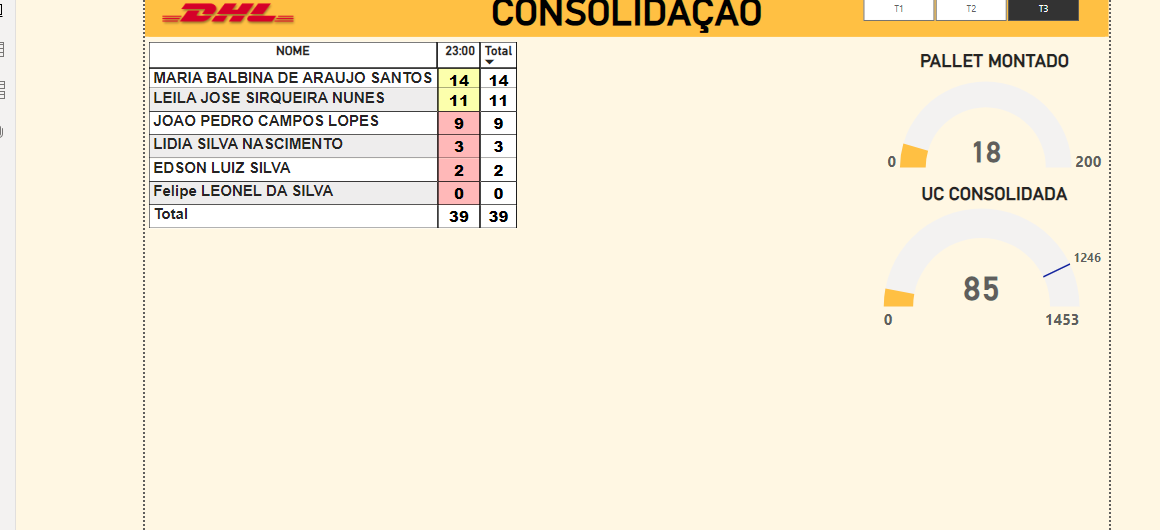 DHL
CONSOLIDAÇÃO
T1 T2 T3
NOME 23:00 Total
MARIA BALBINA DE ARAUJO SANTOS 14 14
LEILA JOSE SIRQUEIRA NUNES 11 11
JOAO PEDRO CAMPOS LOPES 9 9
LIDIA SILVA NASCIMENTO 3 3
EDSON LUIZ SILVA 2 2
Felipe LEONEL DA SILVA 0 0
Total 39 39
PALLET MONTADO
0 18 200
UC CONSOLIDADA
1246
85
0 1453